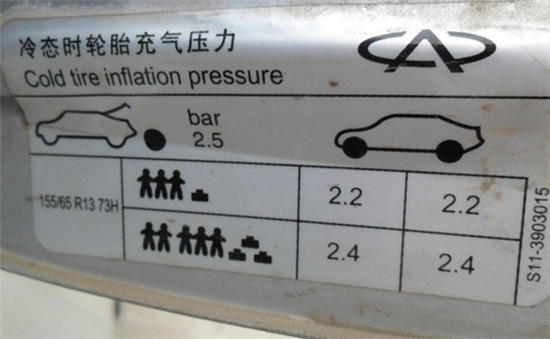 冷态时轮胎充气压力
Cold tire inflation pressure
bar
2.5
155/65 R13 73H
2.2 2.2
2.4 2.4
S11-3903015